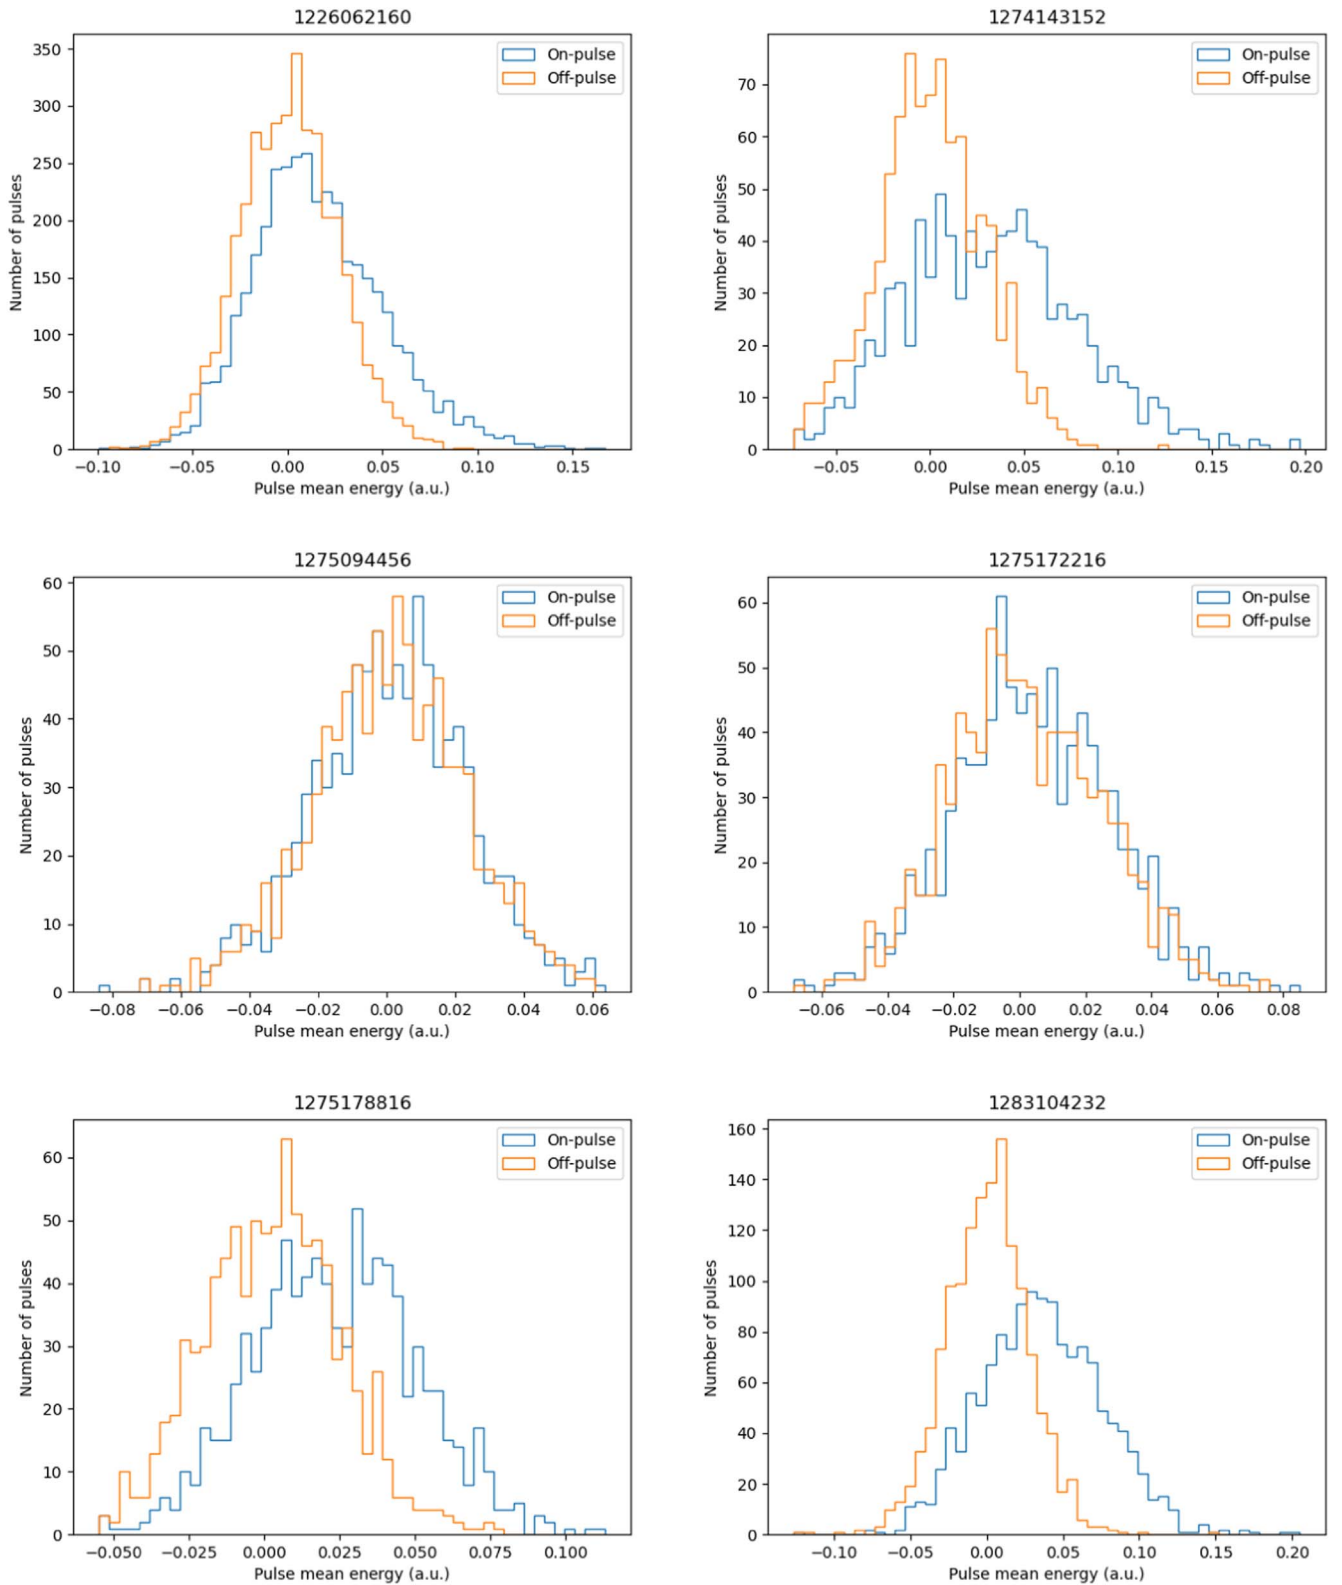 1226062160
On-pulse
Off-pulse
Number of pulses
350
300
250
200
150
100
50
0
−0.10 −0.05 0.00 0.05 0.10 0.15
Pulse mean energy (a.u.)
1274143152
On-pulse
Off-pulse
Number of pulses
70
60
50
40
30
20
10
0
−0.05 0.00 0.05 0.10 0.15 0.20
Pulse mean energy (a.u.)
1275094456
On-pulse
Off-pulse
Number of pulses
60
50
40
30
20
10
0
−0.08 −0.06 −0.04 −0.02 0.00 0.02 0.04 0.06
Pulse mean energy (a.u.)
1275172216
On-pulse
Off-pulse
Number of pulses
60
50
40
30
20
10
0
−0.06 −0.04 −0.02 0.00 0.02 0.04 0.06 0.08
Pulse mean energy (a.u.)
1275178816
On-pulse
Off-pulse
Number of pulses
60
50
40
30
20
10
0
−0.050 −0.025 0.000 0.025 0.050 0.075 0.100
Pulse mean energy (a.u.)
1283104232
On-pulse
Off-pulse
Number of pulses
160
140
120
100
80
60
40
20
0
−0.10 −0.05 0.00 0.05 0.10 0.15 0.20
Pulse mean energy (a.u.)